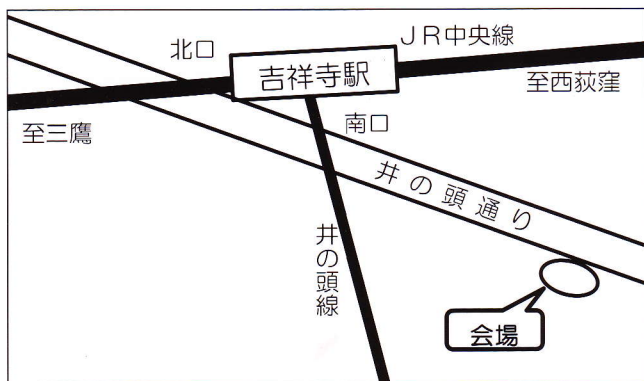 北口
JR中央線
吉祥寺駅
至西荻窪
至三鷹
南口
井の頭通り
井の頭線
会場